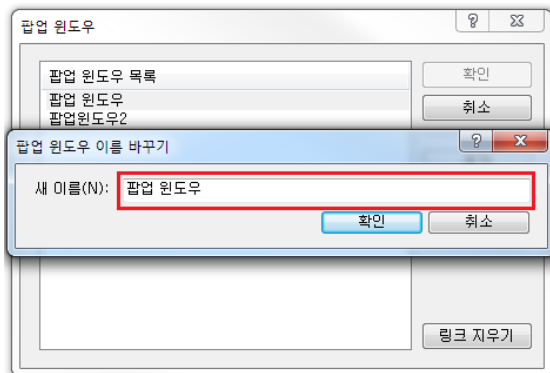 팝업 윈도우
팝업 윈도우 목록
확인
팝업 윈도우
취소
팝업윈도우2
팝업 윈도우 이름 바꾸기
새 이름(N): 팝업 윈도우
확인 취소
링크 지우기